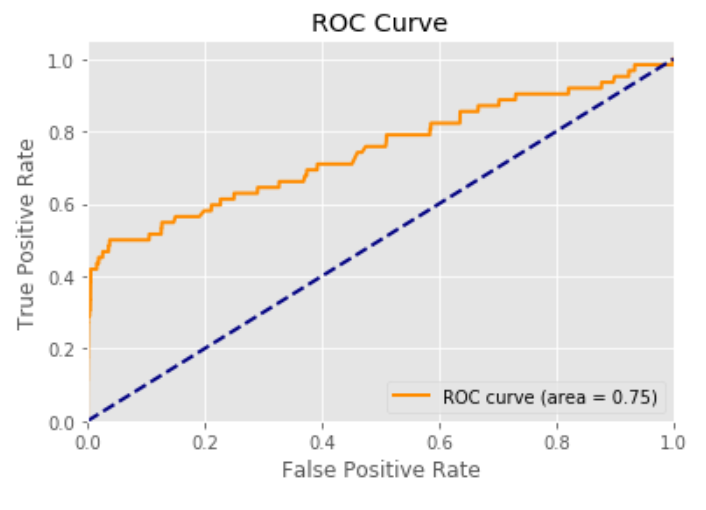 ROC Curve
1.0
0.8
0.6
0.4
0.2
0.0
True Positive Rate
ROC curve (area = 0.75)
0.0 0.2 0.4 0.6 0.8 1.0
False Positive Rate